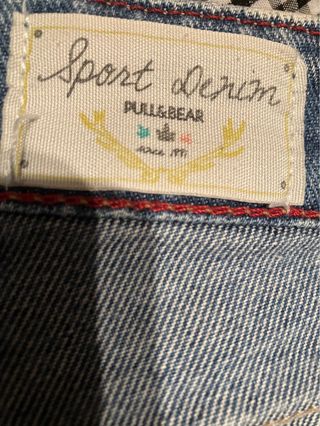 Sport Denim
PULL&BEAR
since 1991